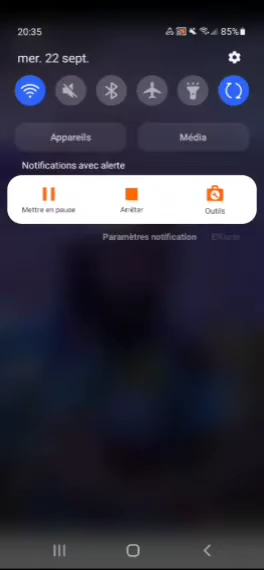 20:35
85%
mer. 22 sept.
Appareils
Média
Notifications avec alerte
Mettre en pause
Arrêter
Outils
Paramètres notification
Effacer